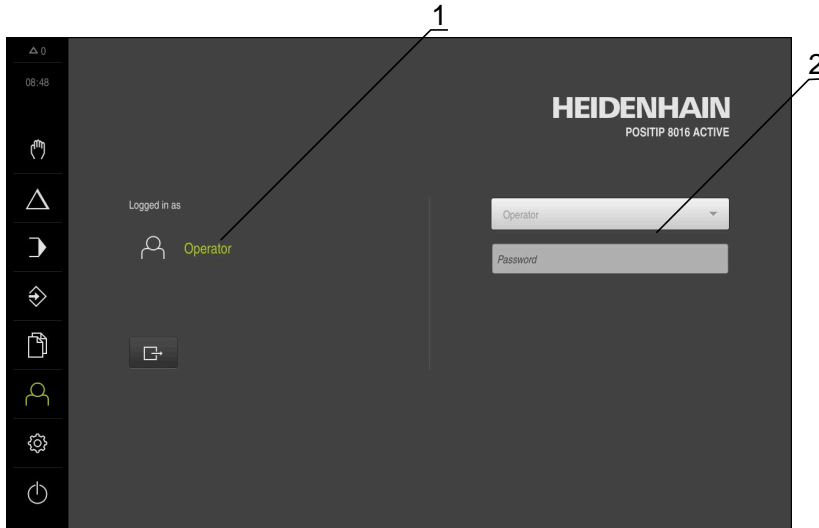 1
2
0
08:48
HEIDENHAIN
POSITIP 8016 ACTIVE
Logged in as
Operator
Operator
Password